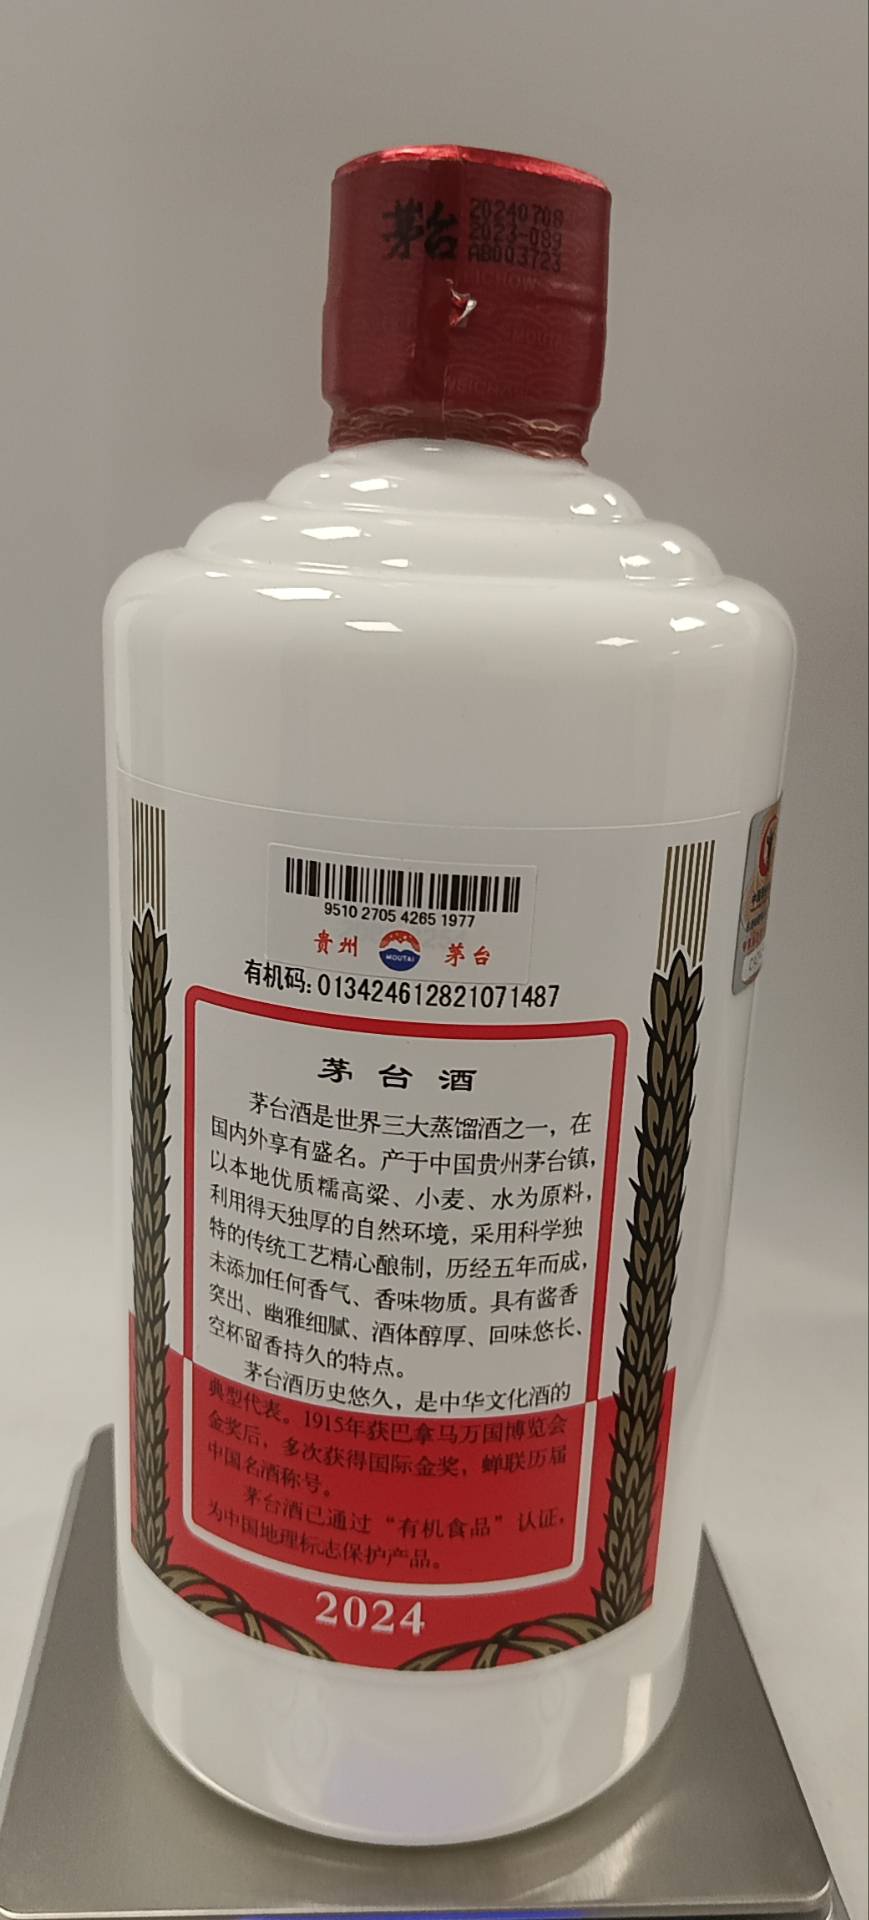 茅台
20240708
2023-089
AB003723
9510 2705 4265 1977
贵州 MOUTAI 茅台
有机码:013424612821071487
茅台酒
茅台酒是世界三大蒸馏酒之一，在
国内外享有盛名。产于中国贵州茅台镇，
以本地优质糯高粱、小麦、水为原料，
利用得天独厚的自然环境，采用科学独
特的传统工艺精心酿制，历经五年而成，
未添加任何香气、香味物质。具有酱香
突出、幽雅细腻、酒体醇厚、回味悠长、
空杯留香持久的特点。
茅台酒历史悠久，是中华文化酒的
典型代表。1915年获巴拿马万国博览会
金奖后，多次获得国际金奖，蝉联历届
中国名酒称号。
茅台酒已通过“有机食品”认证，
为中国地理标志保护产品。
2024